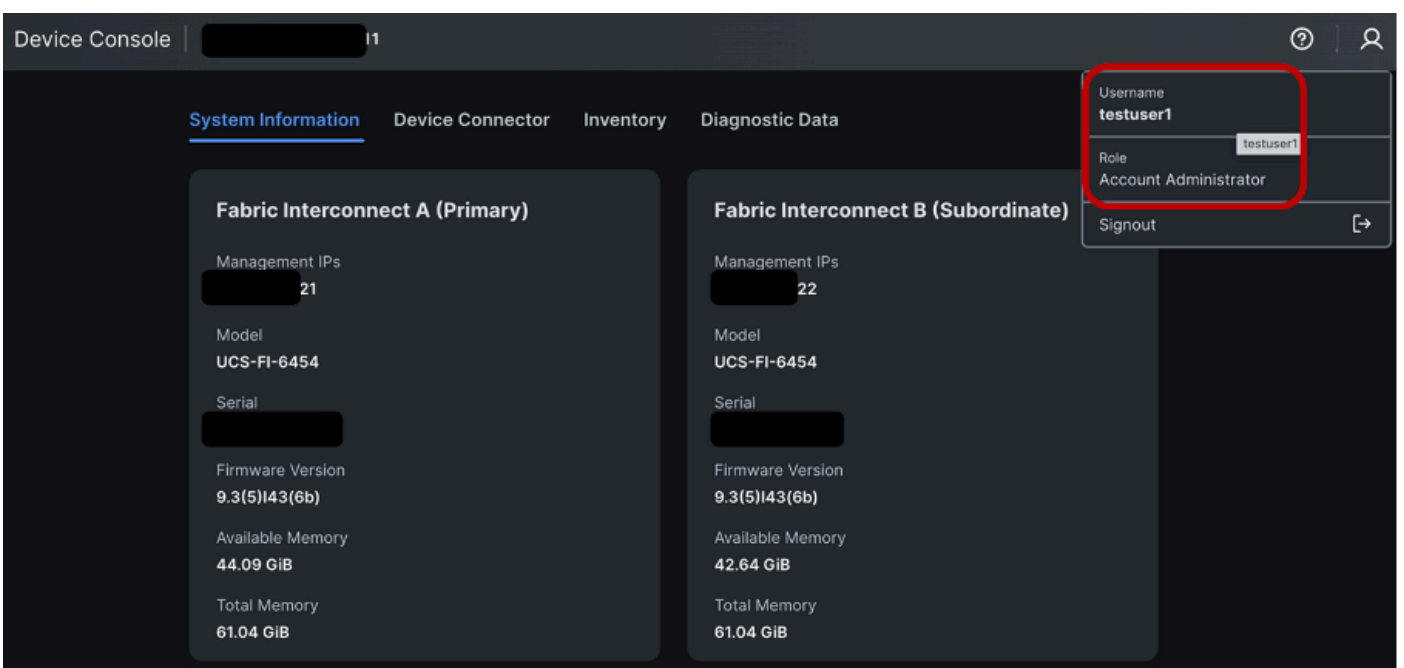 Device Console
System Information Device Connector Inventory Diagnostic Data
Username
testuser1
testuser1
Role
Account Administrator
Signout
Fabric Interconnect A (Primary)
Management IPs
21
Model
UCS-FI-6454
Serial
Firmware Version
9.3(5)I43(6b)
Available Memory
44.09 GiB
Total Memory
61.04 GiB
Fabric Interconnect B (Subordinate)
Management IPs
22
Model
UCS-FI-6454
Serial
Firmware Version
9.3(5)I43(6b)
Available Memory
42.64 GiB
Total Memory
61.04 GiB